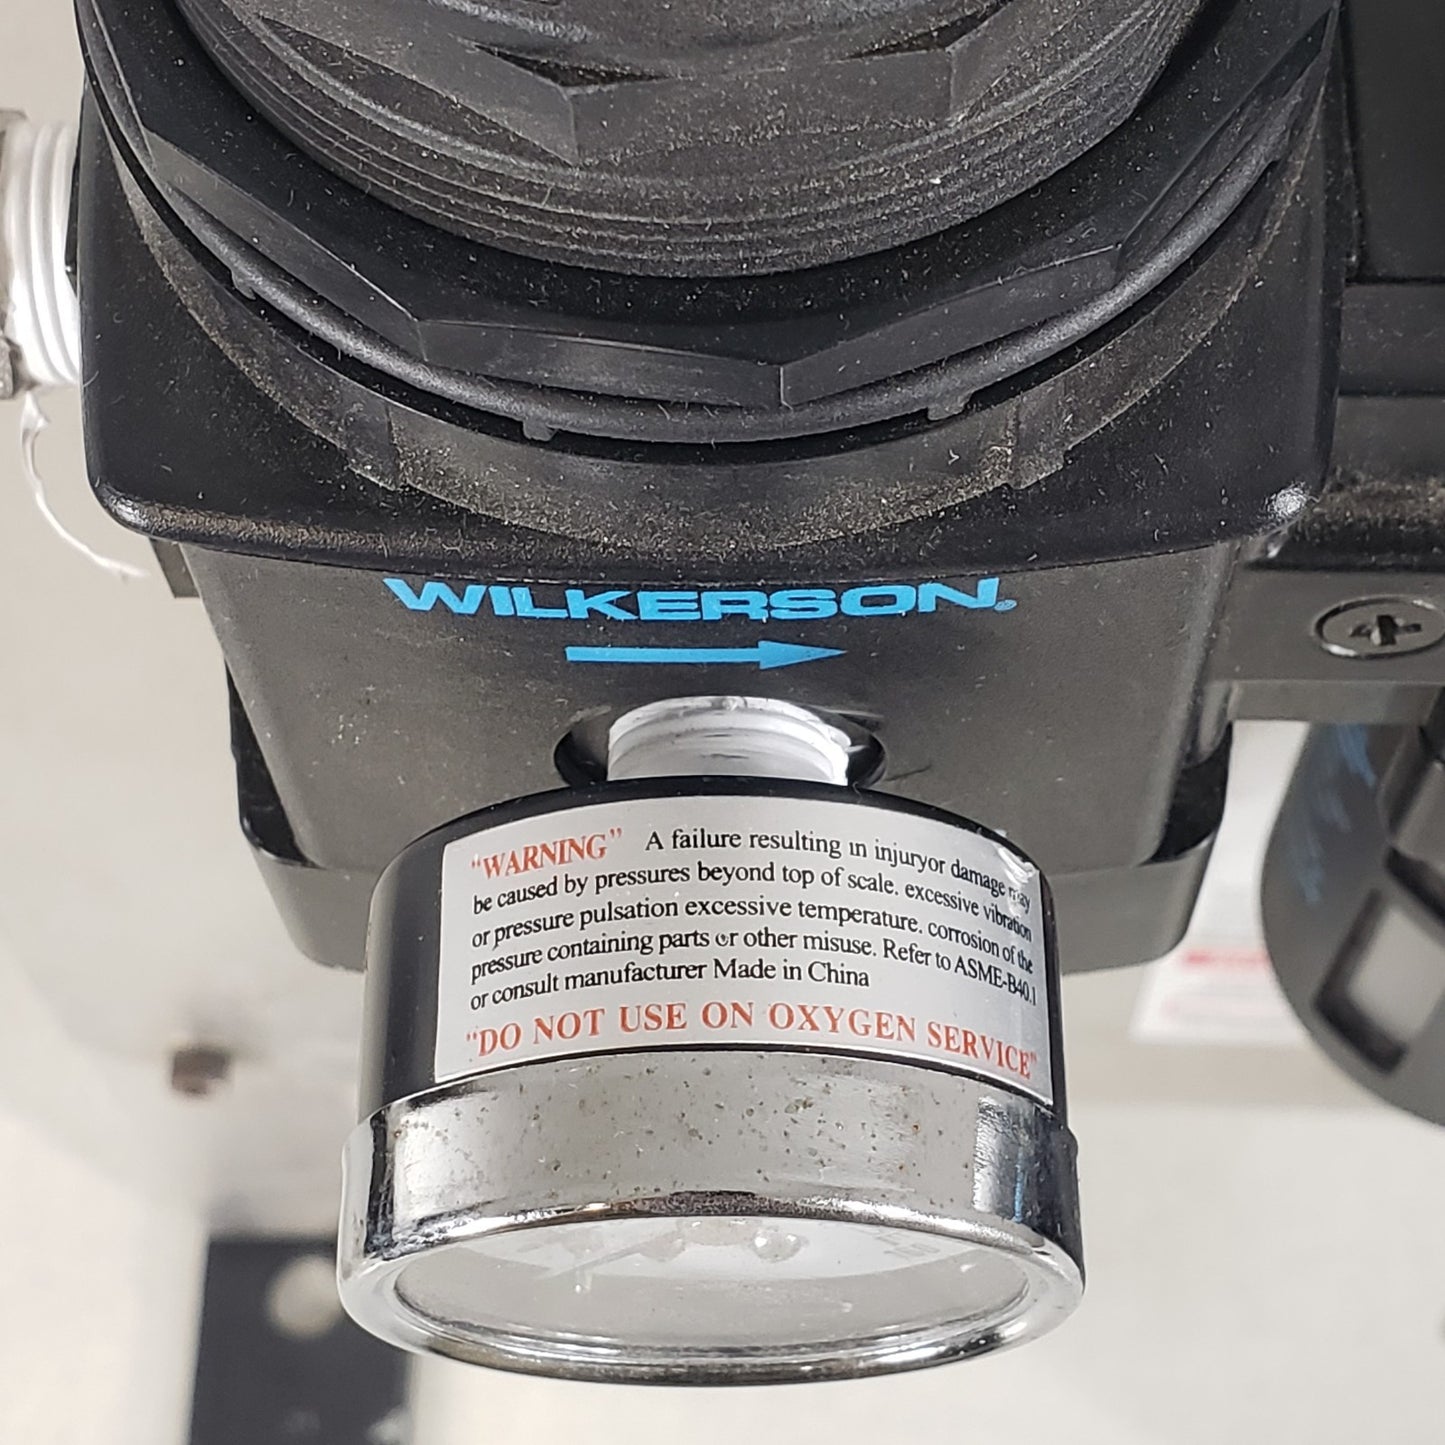 WILKERSON®
"WARNING" A failure resulting in injuryor damage may
be caused by pressures beyond top of scale. excessive vibration
or pressure pulsation excessive temperature. corrosion of the
pressure containing parts or other misuse. Refer to ASME-B40.1
or consult manufacturer Made in China
"DO NOT USE ON OXYGEN SERVICE"